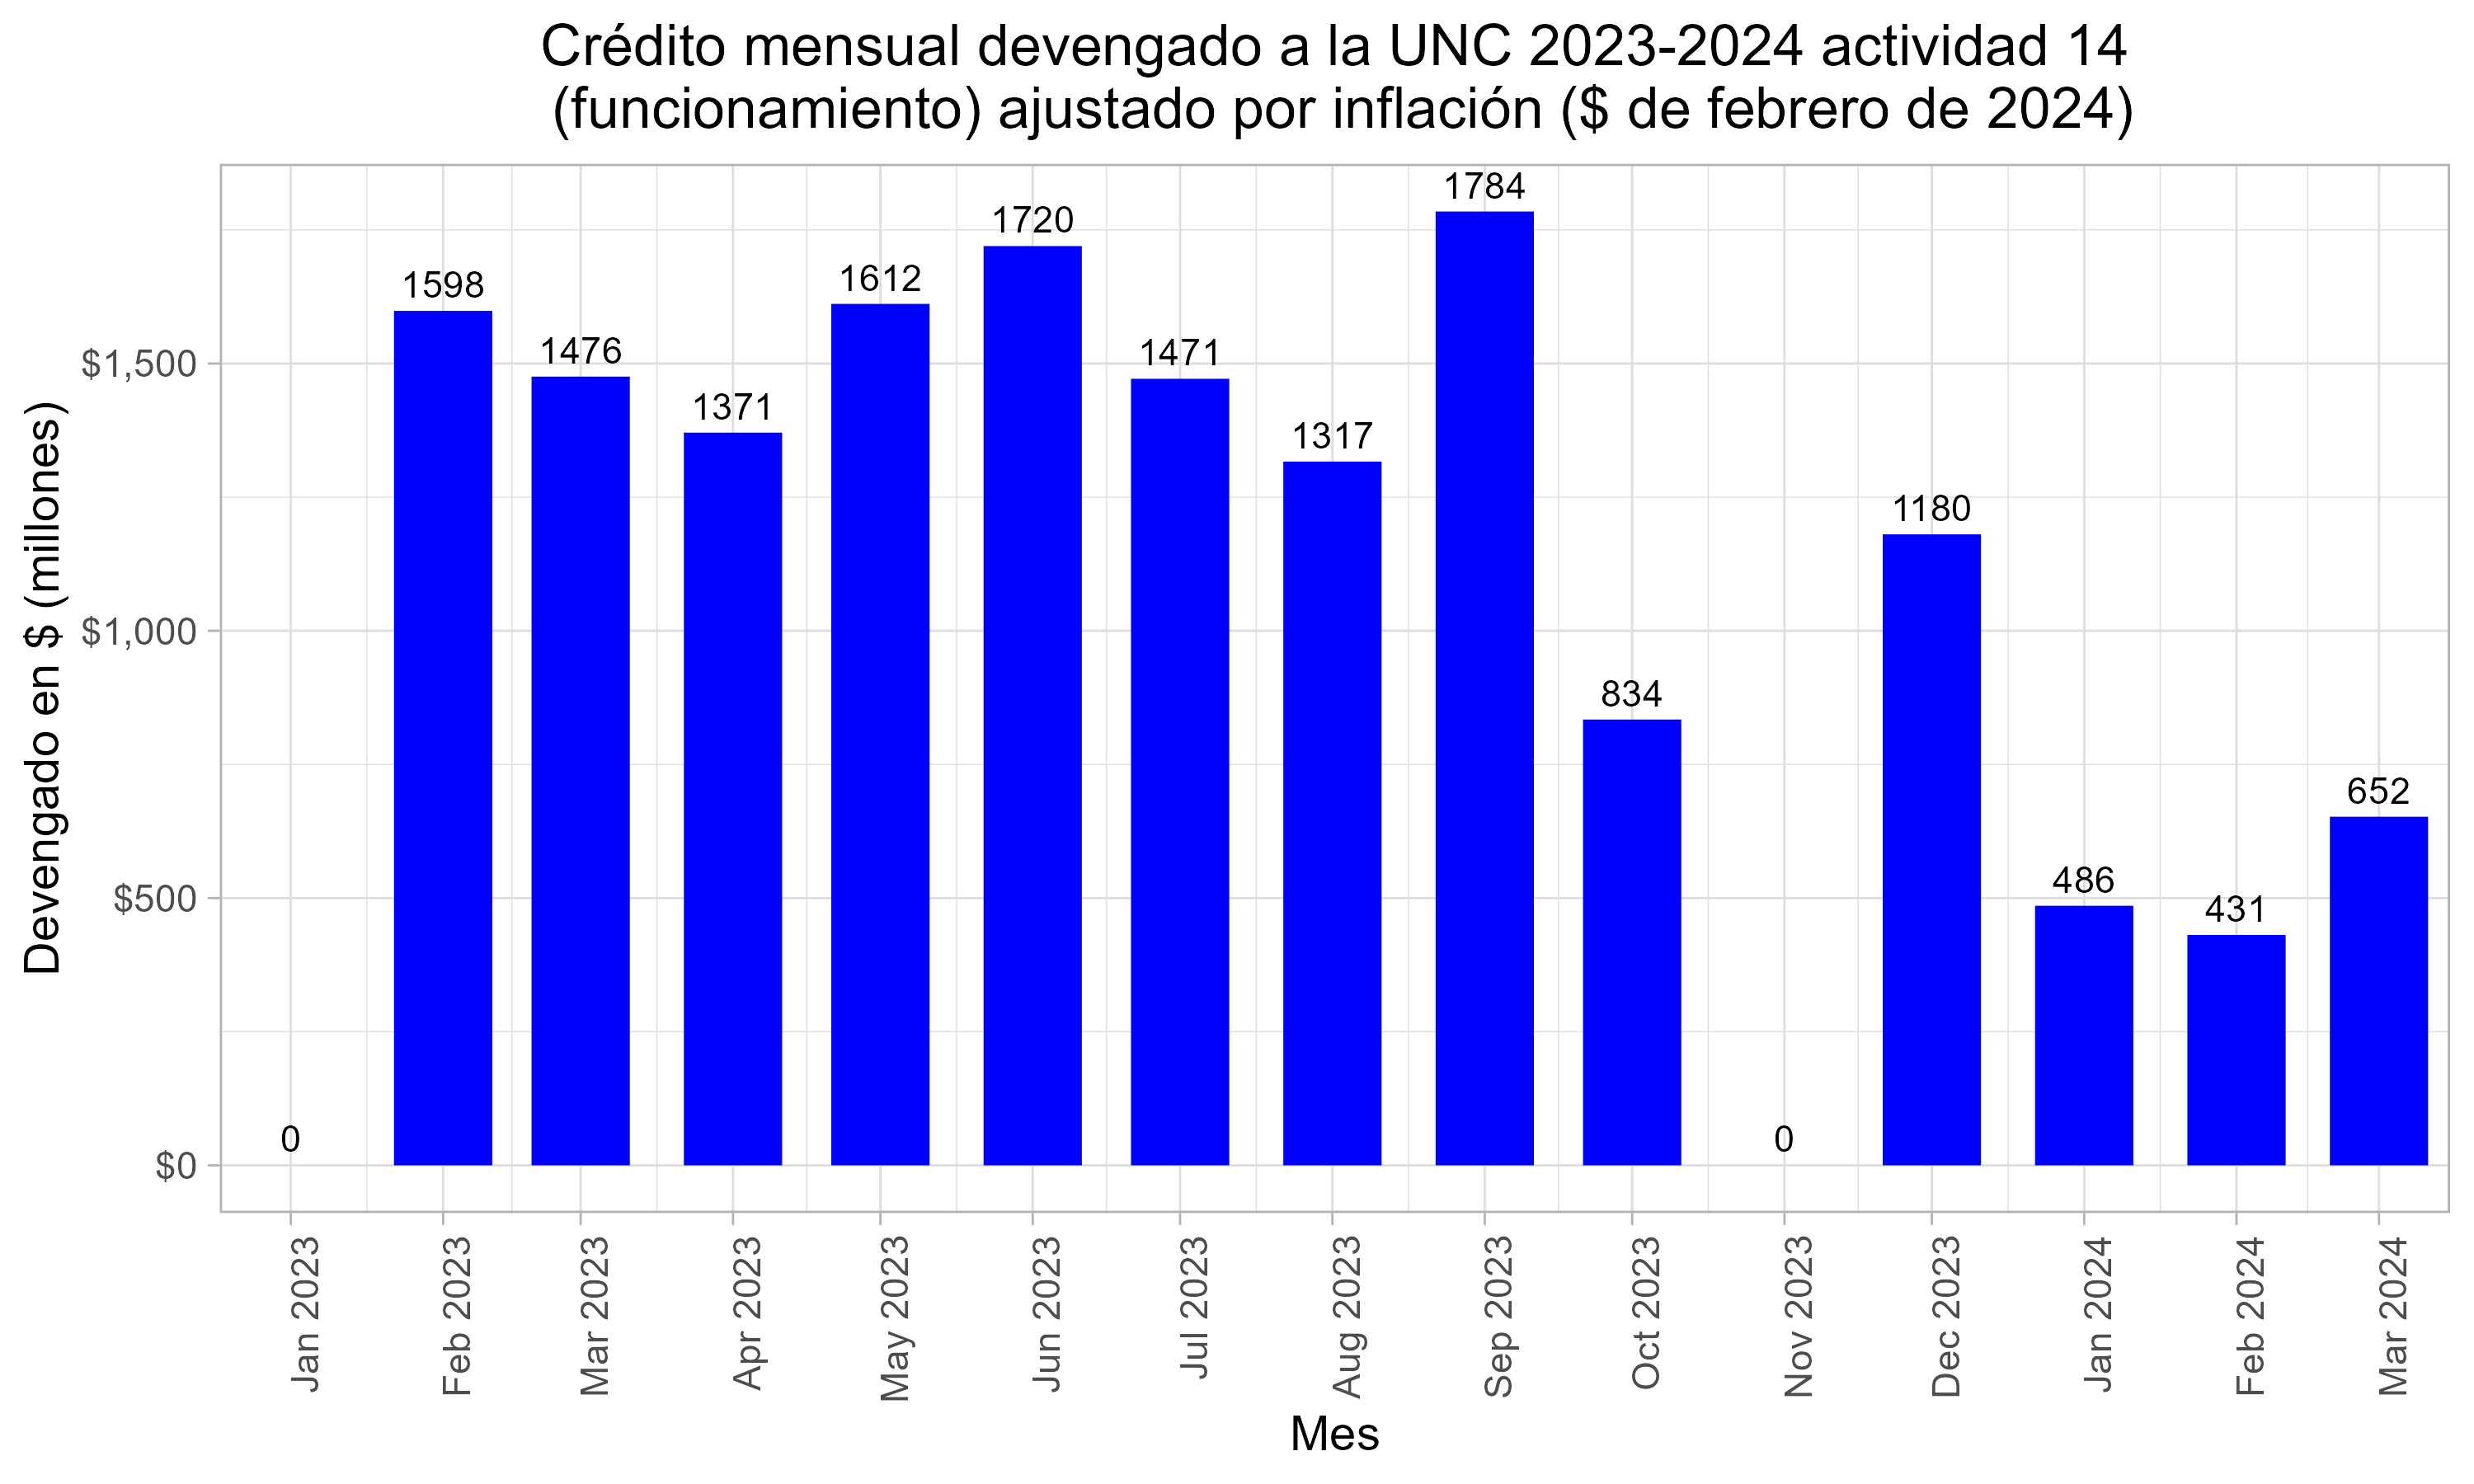 Crédito mensual devengado a la UNC 2023-2024 actividad 14
(funcionamiento) ajustado por inflación ($ de febrero de 2024)
Devengado en $ (millones)
$1,500
$1,000
$500
$0
0
1598
1476
1371
1612
1720
1471
1317
1784
834
0
1180
486
431
652
Jan 2023
Feb 2023
Mar 2023
Apr 2023
May 2023
Jun 2023
Jul 2023
Aug 2023
Sep 2023
Oct 2023
Nov 2023
Dec 2023
Jan 2024
Feb 2024
Mar 2024
Mes